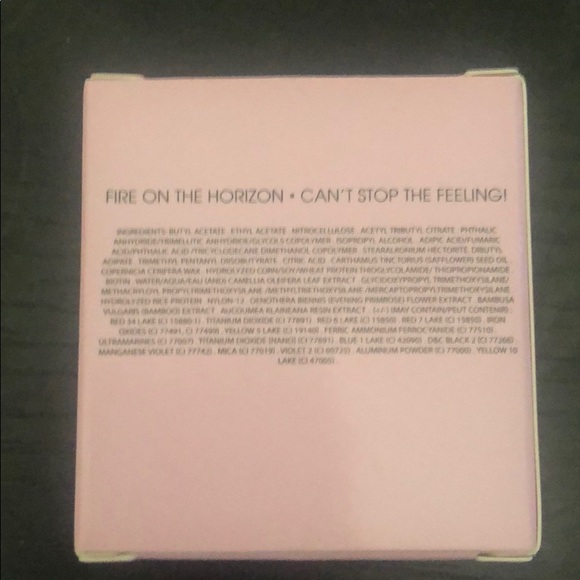 FIRE ON THE HORIZON • CAN'T STOP THE FEELING!
INGREDIENTS: BUTYL ACETATE . ETHYL ACETATE . NITROCELLULOSE . ACETYL TRIBUTYL CITRATE . PHTHALIC
ANHYDRIDE/TRIMELLITIC ANHYDRIDE/GLYCOLS COPOLYMER . ISOPROPYL ALCOHOL . ADIPIC ACID/FUMARIC
ACID/PHTHALIC ACID /TRICYCLODECANE DIMETHANOL COPOLYMER . STEARALKONIUM HECTORITE . DIBUTYL
ADIPATE . TRIMETHYL PENTANYL DIISOBUTYRATE . CITRIC ACID . CARTHAMUS TINCTORIUS (SAFFLOWER) SEED OIL
COPERNICIA CERIFERA WAX . HYDROLYZED CORN/SOY/WHEAT PROTEIN THIOGLYCOLAMIDE/ THIOPROPIONAMIDE
BIOTIN . WATER/AQUA/EAU (AND) CAMELLIA OLEIFERA LEAF EXTRACT . GLYCIDOXYPROPYL TRIMETHOXYSILANE/
METHACRYLOYL PROPYLTRIMETHOXYSILANE /METHYLTRIETHOXYSILANE /MERCAPTOPROPYLTRIMETHOXYSILANE
HYDROLYZED RICE PROTEIN . NYLON-12 . OENOTHERA BIENNIS (EVENING PRIMROSE) FLOWER EXTRACT . BAMBUSA
VULGARIS (BAMBOO) EXTRACT . AUCOUMEA KLAINEANA RESIN EXTRACT . (+/-) (MAY CONTAIN/PEUT CONTENIR) :
RED 34 LAKE (CI 15880:1) . TITANIUM DIOXIDE (CI 77891) . RED 6 LAKE (CI 15850) . RED 7 LAKE (CI 15850) . IRON
OXIDES (CI 77491, CI 77499) . YELLOW 5 LAKE (CI 19140) . FERRIC AMMONIUM FERROCYANIDE (CI 77510) .
ULTRAMARINES (CI 77007) . TITANIUM DIOXIDE [NANO] (CI 77891) . BLUE 1 LAKE (CI 42090) . D&C BLACK 2 (CI 77266)
MANGANESE VIOLET (CI 77742) . MICA (CI 77019) . VIOLET 2 (CI 60725) . ALUMINUM POWDER (CI 77000) . YELLOW 10
LAKE (CI 47005) .